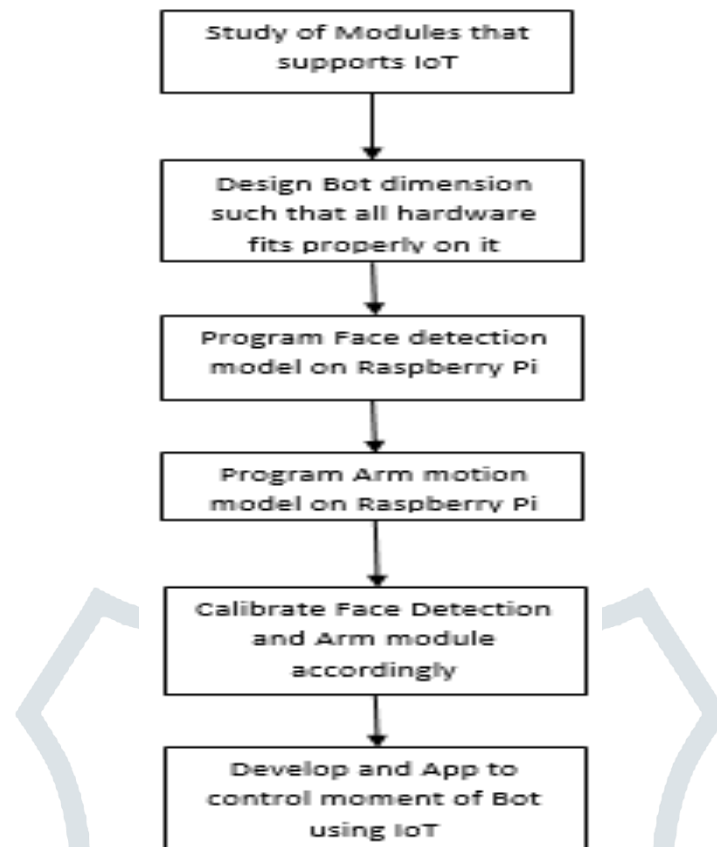 Study of Modules that
supports IoT
Design Bot dimension
such that all hardware
fits properly on it
Program Face detection
model on Raspberry Pi
Program Arm motion
model on Raspberry Pi
Calibrate Face Detection
and Arm module
accordingly
Develop and App to
control moment of Bot
using IoT